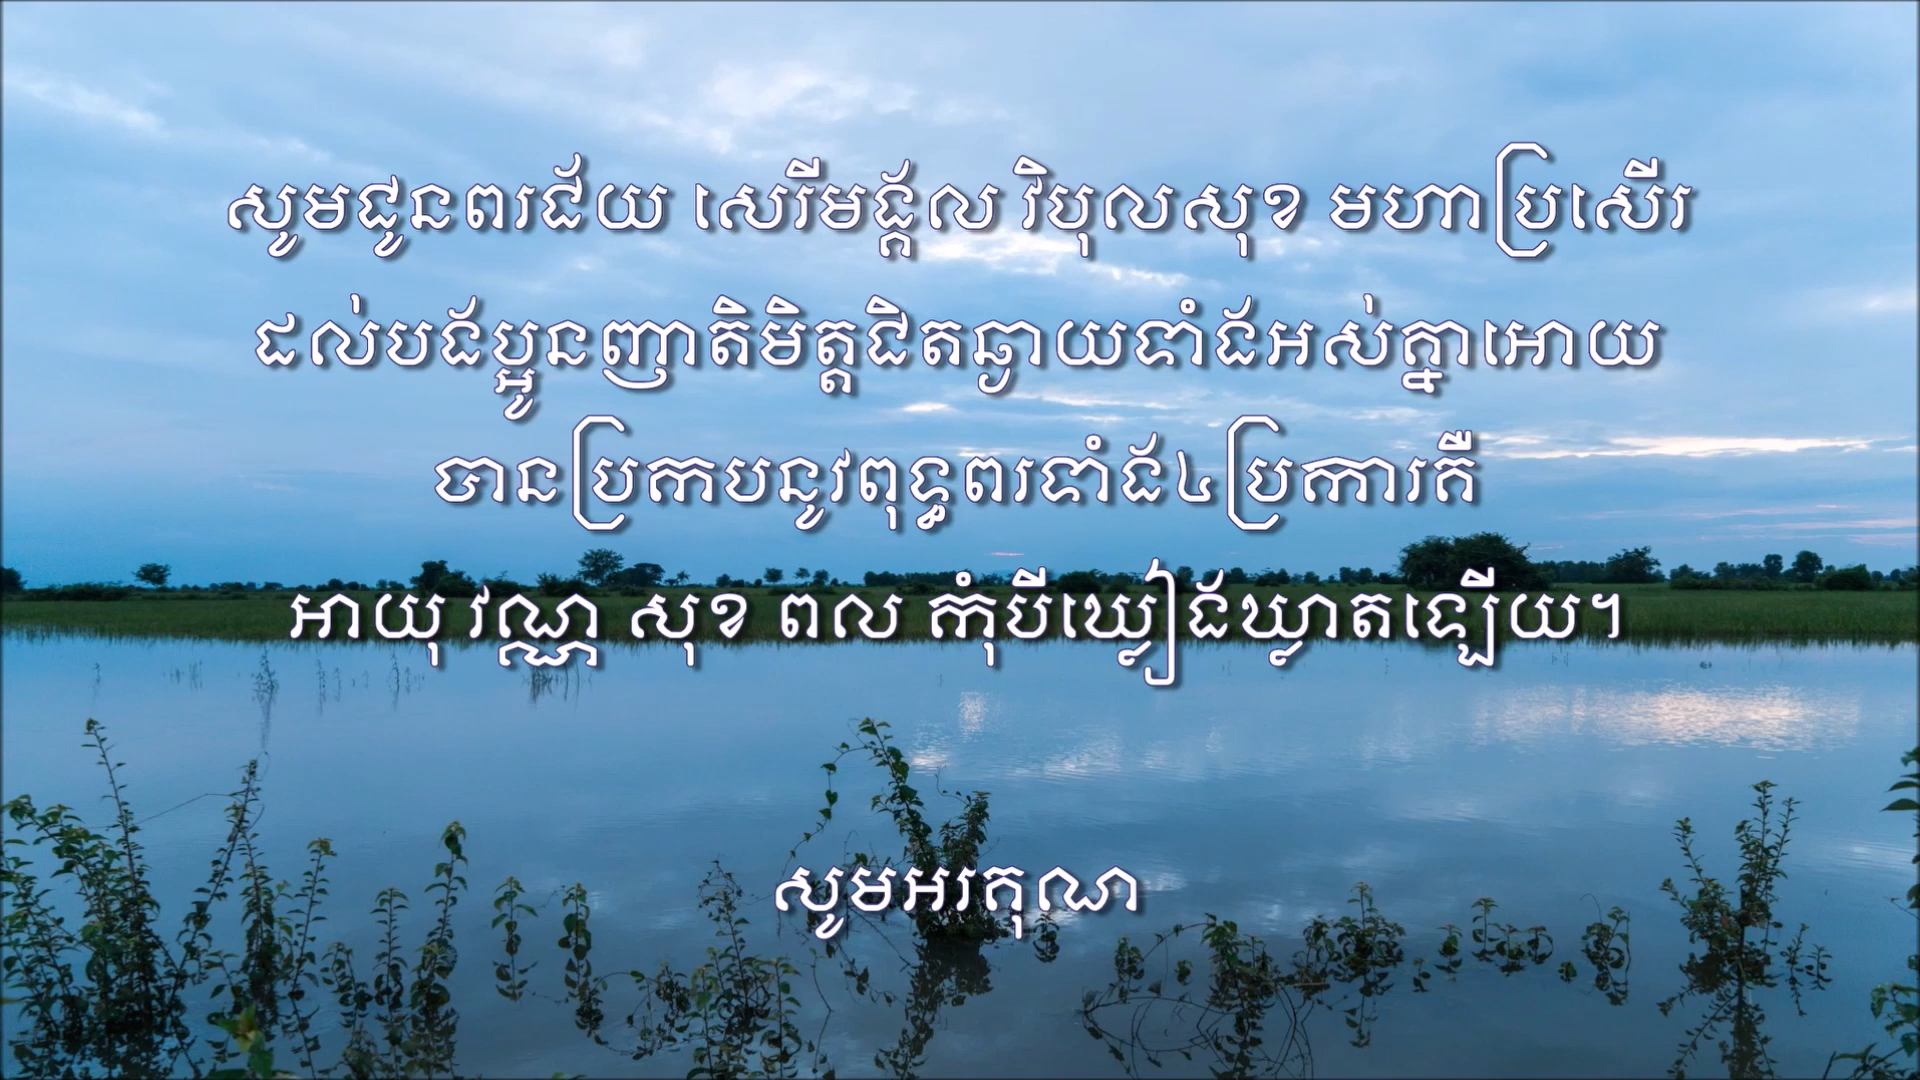 សូមជូនពរជ័យ សេរីមង្គល វិបុលសុខ មហាប្រសើរ
ដល់បងប្អូនញាតិមិត្តជិតឆ្ងាយទាំងអស់គ្នាអោយ
បានប្រកបនូវពុទ្ធពរទាំង៤ប្រការគឺ
អាយុ វណ្ណ សុខ ពល កុំបីឃ្លៀងឃ្លាតឡើយ។
សូមអរគុណ